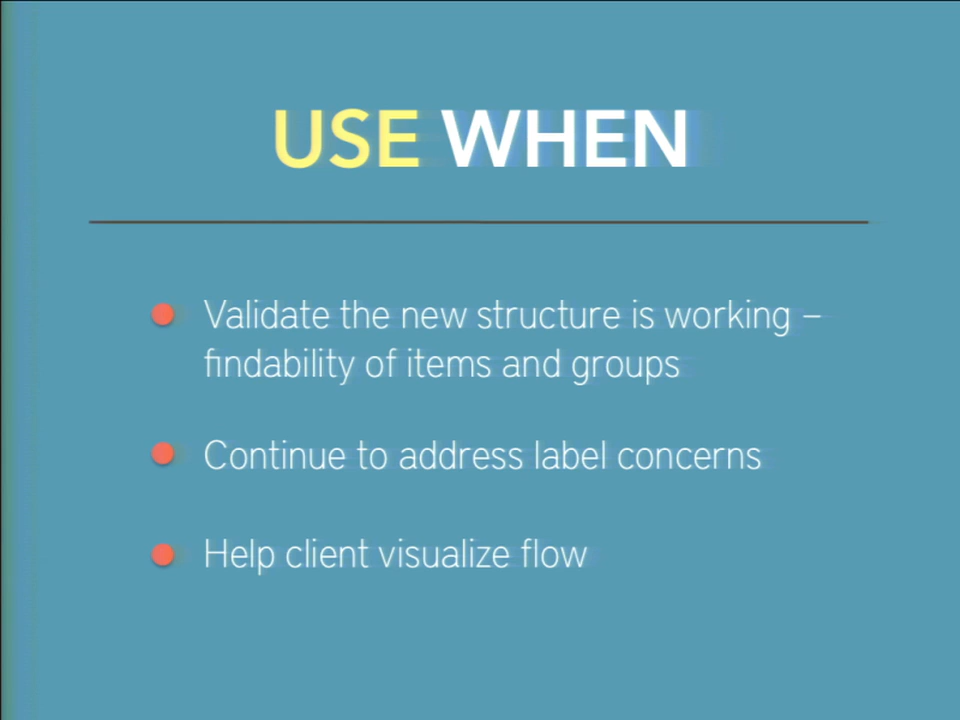 USE WHEN
Validate the new structure is working –
findability of items and groups
Continue to address label concerns
Help client visualize flow